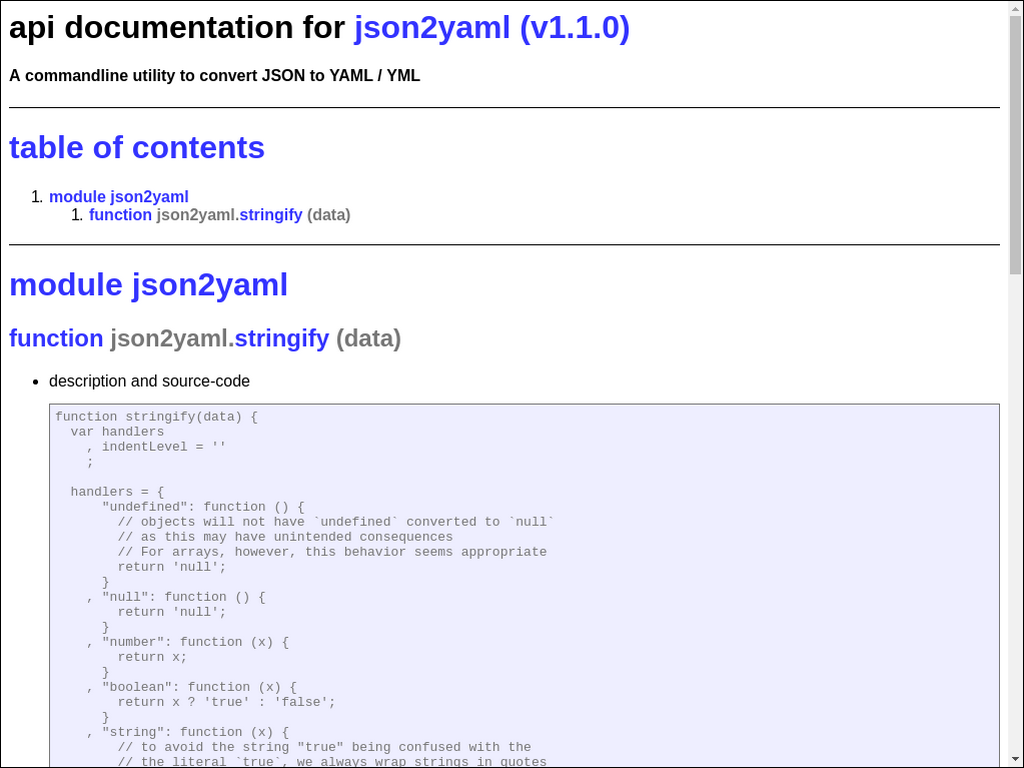 api documentation for json2yaml (v1.1.0)
A commandline utility to convert JSON to YAML / YML
table of contents
1. module json2yaml
1. function json2yaml.stringify (data)
module json2yaml
function json2yaml.stringify (data)
• description and source-code
function stringify(data) {
  var handlers
    , indentLevel = ''
    ;

  handlers = {
      "undefined": function () {
        // objects will not have `undefined` converted to `null`
        // as this may have unintended consequences
        // For arrays, however, this behavior seems appropriate
        return 'null';
      }
    , "null": function () {
        return 'null';
      }
    , "number": function (x) {
        return x;
      }
    , "boolean": function (x) {
        return x ? 'true' : 'false';
      }
    , "string": function (x) {
        // to avoid the string "true" being confused with the
        // the literal `true`, we always wrap strings in quotes